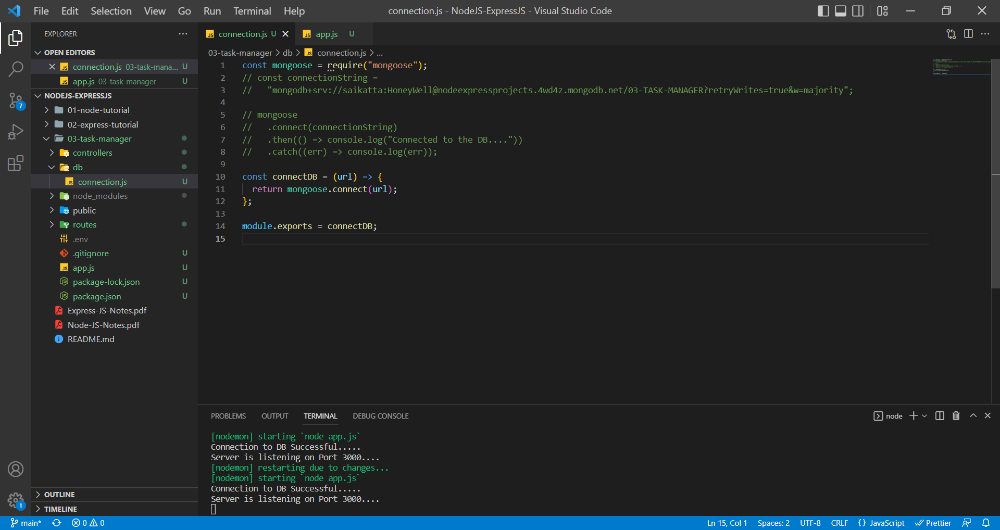 File Edit Selection View Go Run Terminal Help
connection.js - NodeJS-ExpressJS - Visual Studio Code
EXPLORER
OPEN EDITORS
connection.js 03-task-mana... U
app.js 03-task-manager U
NODEJS-EXPRESSJS
01-node-tutorial
02-express-tutorial
03-task-manager
controllers
db
connection.js U
node_modules
public
routes
.env
.gitignore U
app.js U
package-lock.json U
package.json U
Express-JS-Notes.pdf
Node-JS-Notes.pdf
README.md
OUTLINE
TIMELINE
7
1
connection.js U
app.js U
03-task-manager > db > connection.js > ...
1 const mongoose = require("mongoose");
2 // const connectionString =
3 //   "mongodb+srv://saikatta:HoneyWell@nodeexpressprojects.4wd4z.mongodb.net/03-TASK-MANAGER?retryWrites=true&w=majority";
4
5 // mongoose
6 //   .connect(connectionString)
7 //   .then(() => console.log("Connected to the DB...."))
8 //   .catch((err) => console.log(err));
9
10 const connectDB = (url) => {
11   return mongoose.connect(url);
12 };
13
14 module.exports = connectDB;
15
PROBLEMS OUTPUT TERMINAL DEBUG CONSOLE
node
[nodemon] starting `node app.js`
Connection to DB Successful.....
Server is listening on Port 3000....
[nodemon] restarting due to changes...
[nodemon] starting `node app.js`
Connection to DB Successful.....
Server is listening on Port 3000....
main* 0 0
Ln 15, Col 1 Spaces: 2 UTF-8 CRLF {} JavaScript Prettier